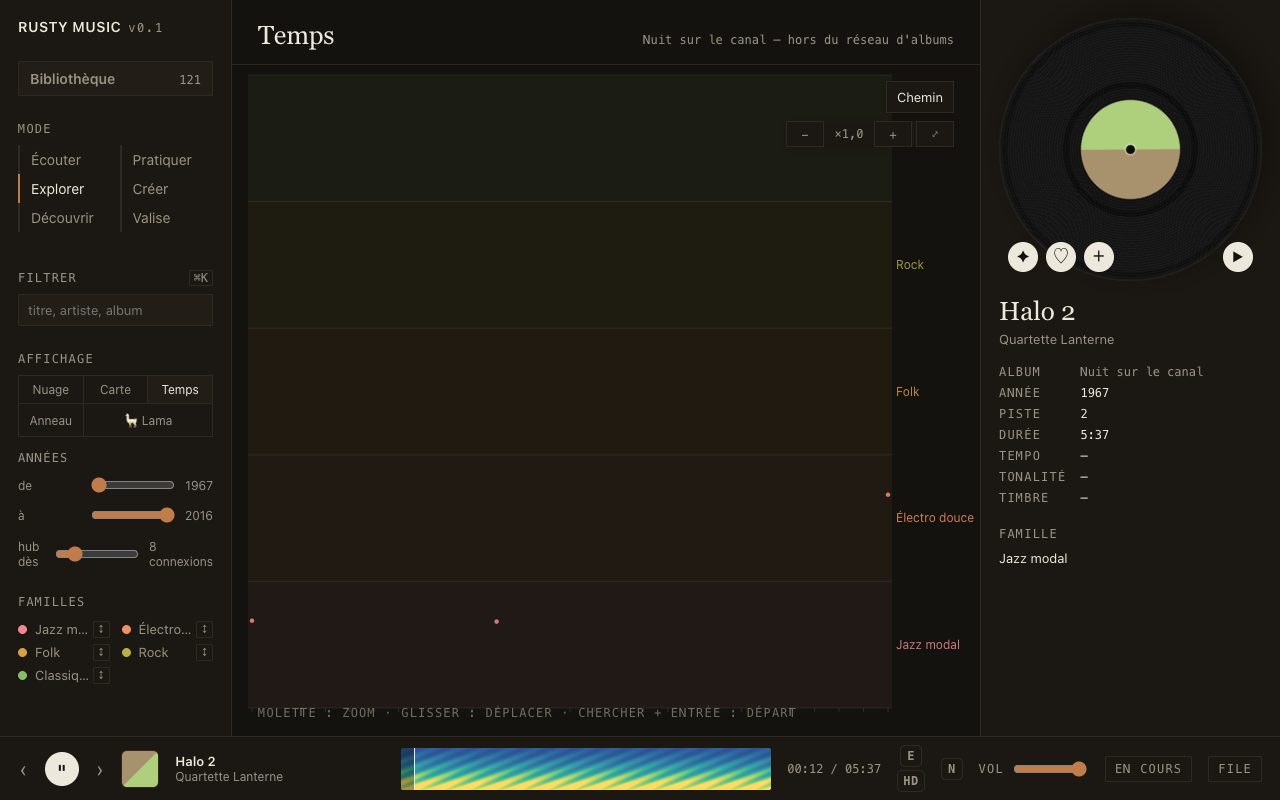 RUSTY MUSIC v0.1
Bibliothèque 121
MODE
Écouter Pratiquer
Explorer Créer
Découvrir Valise
FILTRER ⌘K
titre, artiste, album
AFFICHAGE
Nuage Carte Temps
Anneau 🦙 Lama
ANNÉES
de 1967
à 2016
hub dès 8 connexions
FAMILLES
Jazz m... ↕ Électro... ↕
Folk ↕ Rock ↕
Classiq... ↕
Temps
Nuit sur le canal — hors du réseau d'albums
Chemin
− ×1,0 + ⤢
Rock
Folk
Électro douce
Jazz modal
MOLETTE : ZOOM · GLISSER : DÉPLACER · CHERCHER + ENTRÉE : DÉPART
Halo 2
Quartette Lanterne
ALBUM Nuit sur le canal
ANNÉE 1967
PISTE 2
DURÉE 5:37
TEMPO —
TONALITÉ —
TIMBRE —
FAMILLE
Jazz modal
Halo 2
Quartette Lanterne
00:12 / 05:37
E
HD
N
VOL
EN COURS
FILE